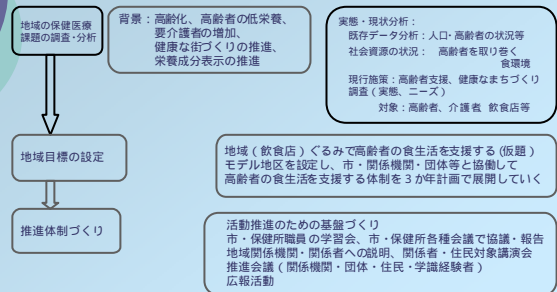 地域の保健医療
課題の調査・分析
背景：高齢化、高齢者の低栄養、
要介護者の増加、
健康な街づくりの推進、
栄養成分表示の推進
実態・現状分析：
既存データ分析：人口・高齢者の状況等
社会資源の状況：　高齢者を取り巻く
食環境
現行施策：高齢者支援、健康なまちづくり
調査（実態、ニーズ）
対象：高齢者、介護者　飲食店等
地域目標の設定
地域（飲食店）ぐるみで高齢者の食生活を支援する(仮題)
モデル地区を設定し、市・関係機関・団体等と協働して
高齢者の食生活を支援する体制を３か年計画で展開していく
推進体制づくり
活動推進のための基盤づくり
市・保健所職員の学習会、市・保健所各種会議で協議・報告
地域関係機関・関係者への説明、関係者・住民対象講演会
推進会議（関係機関・団体・住民・学識経験者）
広報活動